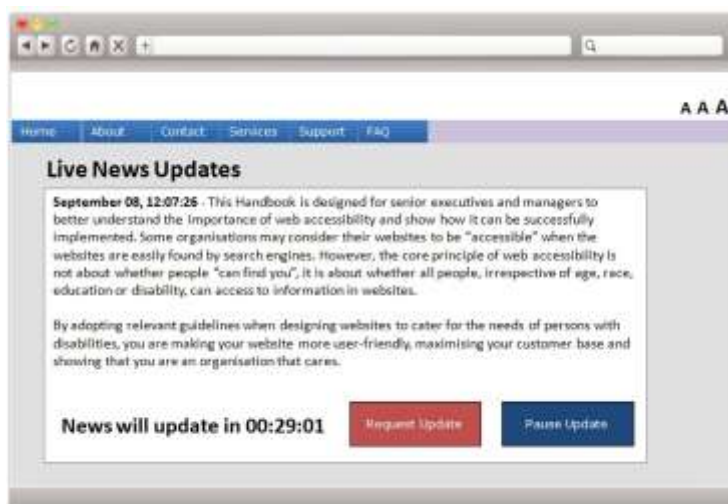 A A A
Home About Contact Services Support FAQ
Live News Updates
September 08, 12:07:26 - This Handbook is designed for senior executives and managers to
better understand the importance of web accessibility and show how it can be successfully
implemented. Some organisations may consider their websites to be “accessible” when the
websites are easily found by search engines. However, the core principle of web accessibility is
not about whether people “can find you”, it is about whether all people, irrespective of age, race,
education or disability, can access to information in websites.
By adopting relevant guidelines when designing websites to cater for the needs of persons with
disabilities, you are making your website more user-friendly, maximising your customer base and
showing that you are an organisation that cares.
News will update in 00:29:01 Request Update Pause Update